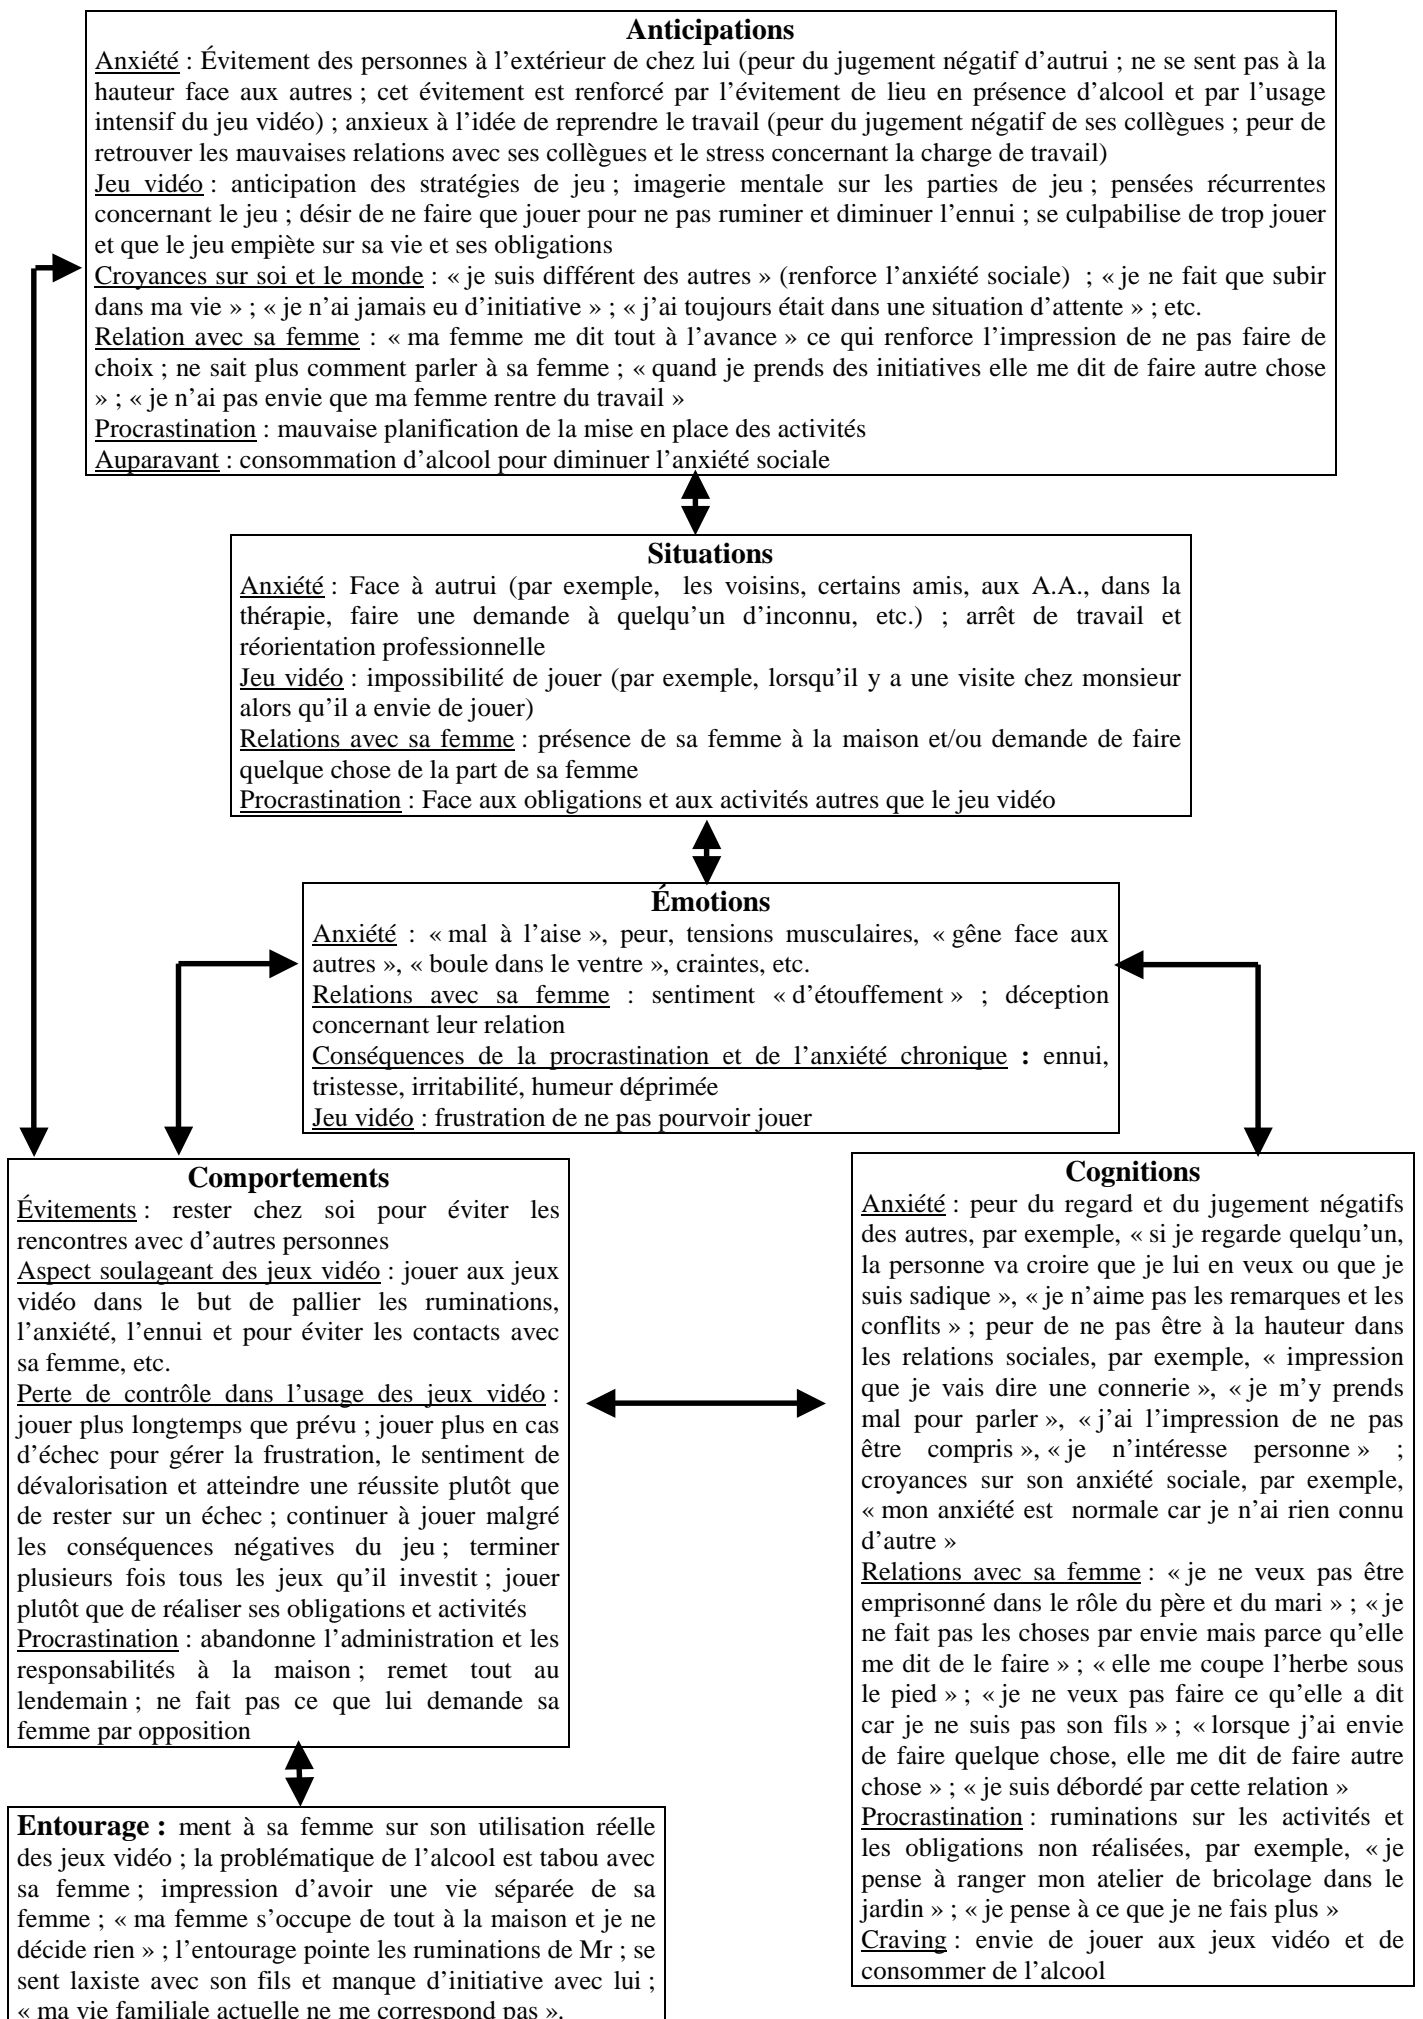 Anticipations
Anxiété : Évitement des personnes à l’extérieur de chez lui (peur du jugement négatif d’autrui ; ne se sent pas à la
hauteur face aux autres ; cet évitement est renforcé par l’évitement de lieu en présence d’alcool et par l’usage
intensif du jeu vidéo) ; anxieux à l’idée de reprendre le travail (peur du jugement négatif de ses collègues ; peur de
retrouver les mauvaises relations avec ses collègues et le stress concernant la charge de travail)
Jeu vidéo : anticipation des stratégies de jeu ; imagerie mentale sur les parties de jeu ; pensées récurrentes
concernant le jeu ; désir de ne faire que jouer pour ne pas ruminer et diminuer l’ennui ; se culpabilise de trop jouer
et que le jeu empiète sur sa vie et ses obligations
Croyances sur soi et le monde : « je suis différent des autres » (renforce l’anxiété sociale) ; « je ne fait que subir
dans ma vie » ; « je n’ai jamais eu d’initiative » ; « j’ai toujours était dans une situation d’attente » ; etc.
Relation avec sa femme : « ma femme me dit tout à l’avance » ce qui renforce l’impression de ne pas faire de
choix ; ne sait plus comment parler à sa femme ; « quand je prends des initiatives elle me dit de faire autre chose
» ; « je n’ai pas envie que ma femme rentre du travail »
Procrastination : mauvaise planification de la mise en place des activités
Auparavant : consommation d’alcool pour diminuer l’anxiété sociale
Situations
Anxiété : Face à autrui (par exemple, les voisins, certains amis, aux A.A., dans la
thérapie, faire une demande à quelqu’un d’inconnu, etc.) ; arrêt de travail et
réorientation professionnelle
Jeu vidéo : impossibilité de jouer (par exemple, lorsqu’il y a une visite chez monsieur
alors qu’il a envie de jouer)
Relations avec sa femme : présence de sa femme à la maison et/ou demande de faire
quelque chose de la part de sa femme
Procrastination : Face aux obligations et aux activités autres que le jeu vidéo
Émotions
Anxiété : « mal à l’aise », peur, tensions musculaires, « gêne face aux
autres », « boule dans le ventre », craintes, etc.
Relations avec sa femme : sentiment « d’étouffement » ; déception
concernant leur relation
Conséquences de la procrastination et de l’anxiété chronique : ennui,
tristesse, irritabilité, humeur déprimée
Jeu vidéo : frustration de ne pas pourvoir jouer
Comportements
Évitements : rester chez soi pour éviter les
rencontres avec d’autres personnes
Aspect soulageant des jeux vidéo : jouer aux jeux
vidéo dans le but de pallier les ruminations,
l’anxiété, l’ennui et pour éviter les contacts avec
sa femme, etc.
Perte de contrôle dans l’usage des jeux vidéo :
jouer plus longtemps que prévu ; jouer plus en cas
d’échec pour gérer la frustration, le sentiment de
dévalorisation et atteindre une réussite plutôt que
de rester sur un échec ; continuer à jouer malgré
les conséquences négatives du jeu ; terminer
plusieurs fois tous les jeux qu’il investit ; jouer
plutôt que de réaliser ses obligations et activités
Procrastination : abandonne l’administration et les
responsabilités à la maison ; remet tout au
lendemain ; ne fait pas ce que lui demande sa
femme par opposition
Cognitions
Anxiété : peur du regard et du jugement négatifs
des autres, par exemple, « si je regarde quelqu’un,
la personne va croire que je lui en veux ou que je
suis sadique », « je n’aime pas les remarques et les
conflits » ; peur de ne pas être à la hauteur dans
les relations sociales, par exemple, « impression
que je vais dire une connerie », « je m’y prends
mal pour parler », « j’ai l’impression de ne pas
être compris », « je n’intéresse personne » ;
croyances sur son anxiété sociale, par exemple,
« mon anxiété est normale car je n’ai rien connu
d’autre »
Relations avec sa femme : « je ne veux pas être
emprisonné dans le rôle du père et du mari » ; « je
ne fait pas les choses par envie mais parce qu’elle
me dit de le faire » ; « elle me coupe l’herbe sous
le pied » ; « je ne veux pas faire ce qu’elle a dit
car je ne suis pas son fils » ; « lorsque j’ai envie
de faire quelque chose, elle me dit de faire autre
chose » ; « je suis débordé par cette relation »
Procrastination : ruminations sur les activités et
les obligations non réalisées, par exemple, « je
pense à ranger mon atelier de bricolage dans le
jardin » ; « je pense à ce que je ne fais plus »
Craving : envie de jouer aux jeux vidéo et de
consommer de l’alcool
Entourage : ment à sa femme sur son utilisation réelle
des jeux vidéo ; la problématique de l’alcool est tabou avec
sa femme ; impression d’avoir une vie séparée de sa
femme ; « ma femme s’occupe de tout à la maison et je ne
décide rien » ; l’entourage pointe les ruminations de Mr ; se
sent laxiste avec son fils et manque d’initiative avec lui ;
« ma vie familiale actuelle ne me correspond pas ».